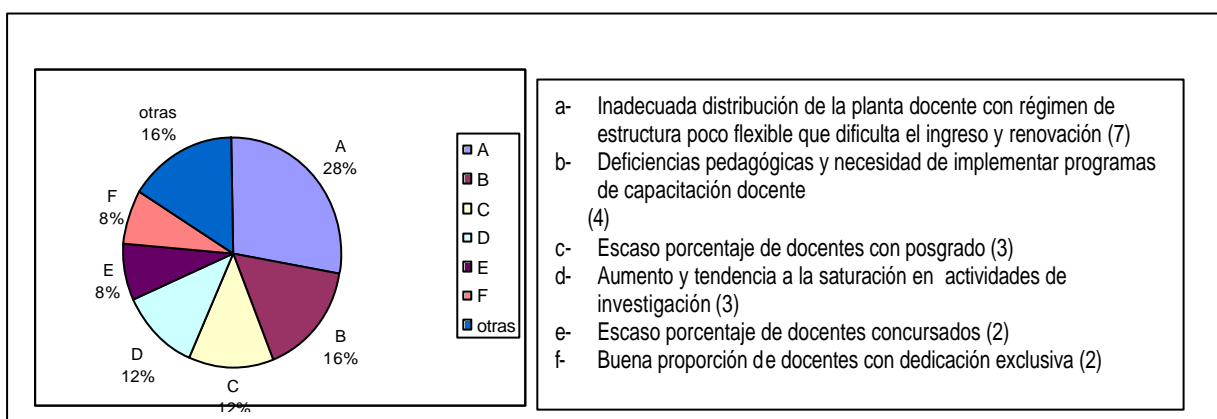 otras
16%
A
28%
F
8%
E
8%
D
12%
C
12%
B
16%
A
B
C
D
E
F
otras
a- Inadecuada distribución de la planta docente con régimen de
estructura poco flexible que dificulta el ingreso y renovación (7)
b- Deficiencias pedagógicas y necesidad de implementar programas
de capacitación docente
(4)
c- Escaso porcentaje de docentes con posgrado (3)
d- Aumento y tendencia a la saturación en actividades de
investigación (3)
e- Escaso porcentaje de docentes concursados (2)
f- Buena proporción de docentes con dedicación exclusiva (2)